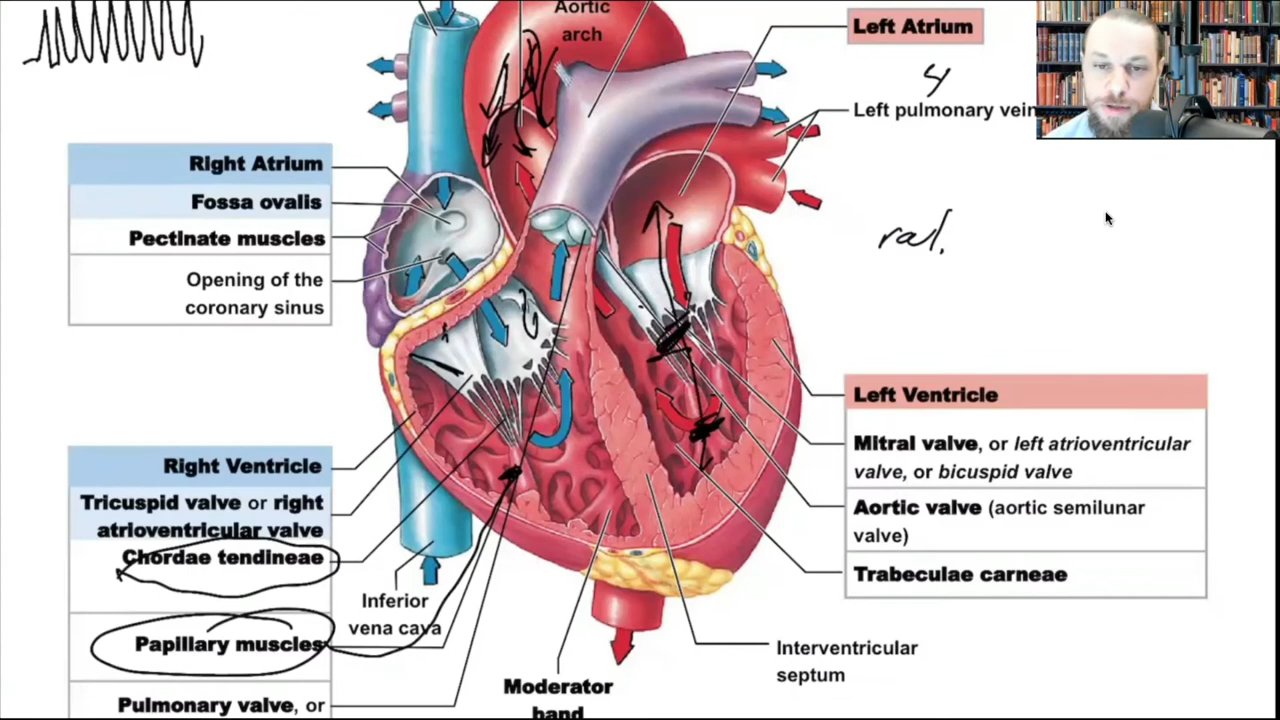 Aortic
arch
Left Atrium
Left pulmonary vein
Right Atrium
Fossa ovalis
Pectinate muscles
Opening of the
coronary sinus
Right Ventricle
Tricuspid valve or right
atrioventricular valve
Chordae tendineae
Papillary muscles
Pulmonary valve, or
Inferior
vena cava
Moderator
band
Interventricular
septum
Left Ventricle
Mitral valve, or left atrioventricular
valve, or bicuspid valve
Aortic valve (aortic semilunar
valve)
Trabeculae carneae